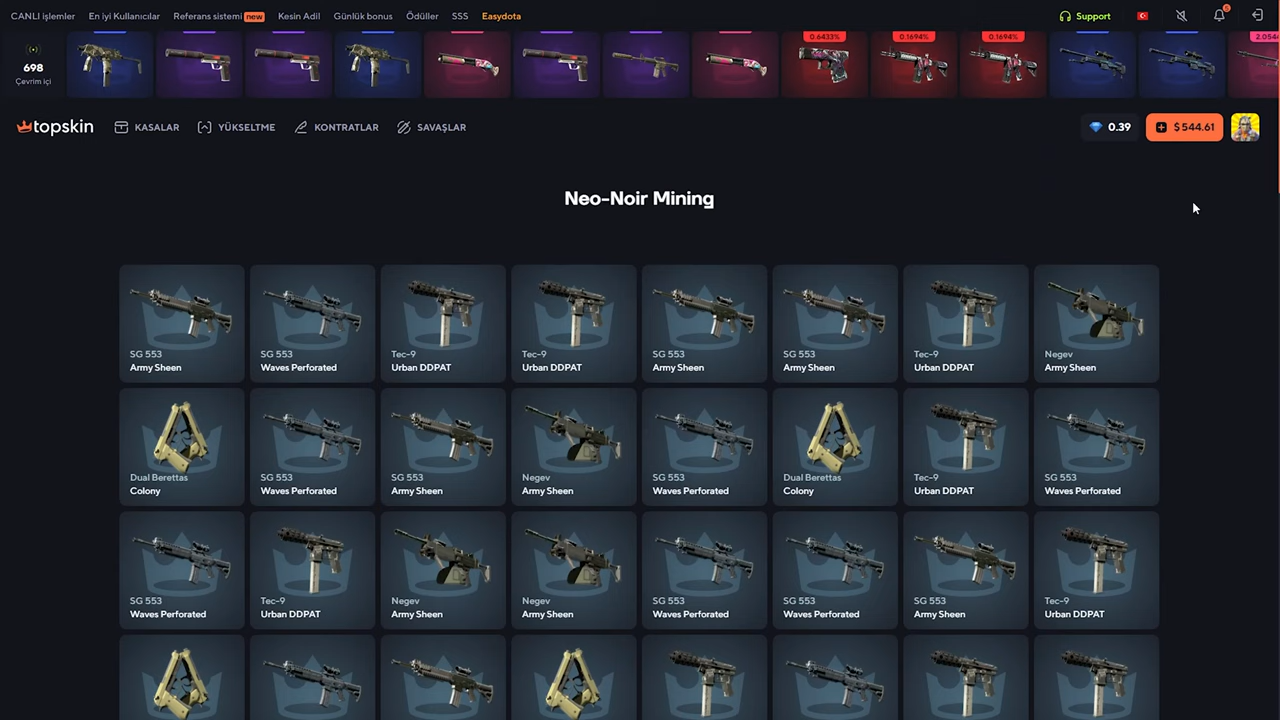 CANLI işlemler En iyi Kullanıcılar Referans sistemi new Kesin Adil Günlük bonus Ödüller SSS Easydota Support
698
Çevrim içi
0.6433% 0.1694% 0.1694%
topskin KASALAR YÜKSELTME KONTRATLAR SAVAŞLAR 0.39 $ 544.61
Neo-Noir Mining
SG 553 SG 553 Tec-9 Tec-9 SG 553 SG 553 Tec-9 Negev
Army Sheen Waves Perforated Urban DDPAT Urban DDPAT Army Sheen Army Sheen Urban DDPAT Army Sheen
Dual Berettas SG 553 SG 553 Negev SG 553 Dual Berettas Tec-9 SG 553
Colony Waves Perforated Army Sheen Army Sheen Waves Perforated Colony Urban DDPAT Waves Perforated
SG 553 Tec-9 Negev Negev SG 553 SG 553 SG 553 Tec-9
Waves Perforated Urban DDPAT Army Sheen Army Sheen Waves Perforated Waves Perforated Army Sheen Urban DDPAT